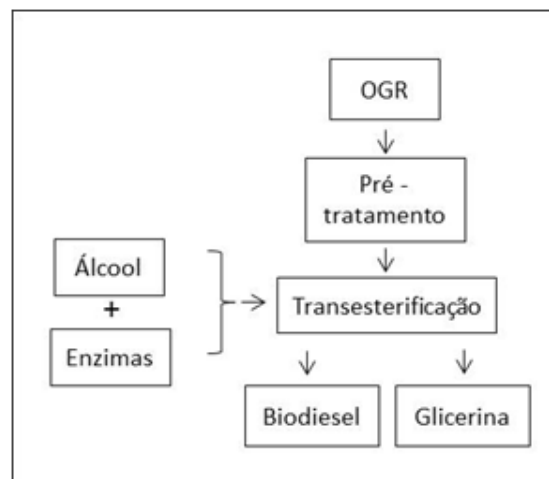 OGR
Pré -
tratamento
Álcool
+
Enzimas
Transesterificação
Biodiesel
Glicerina